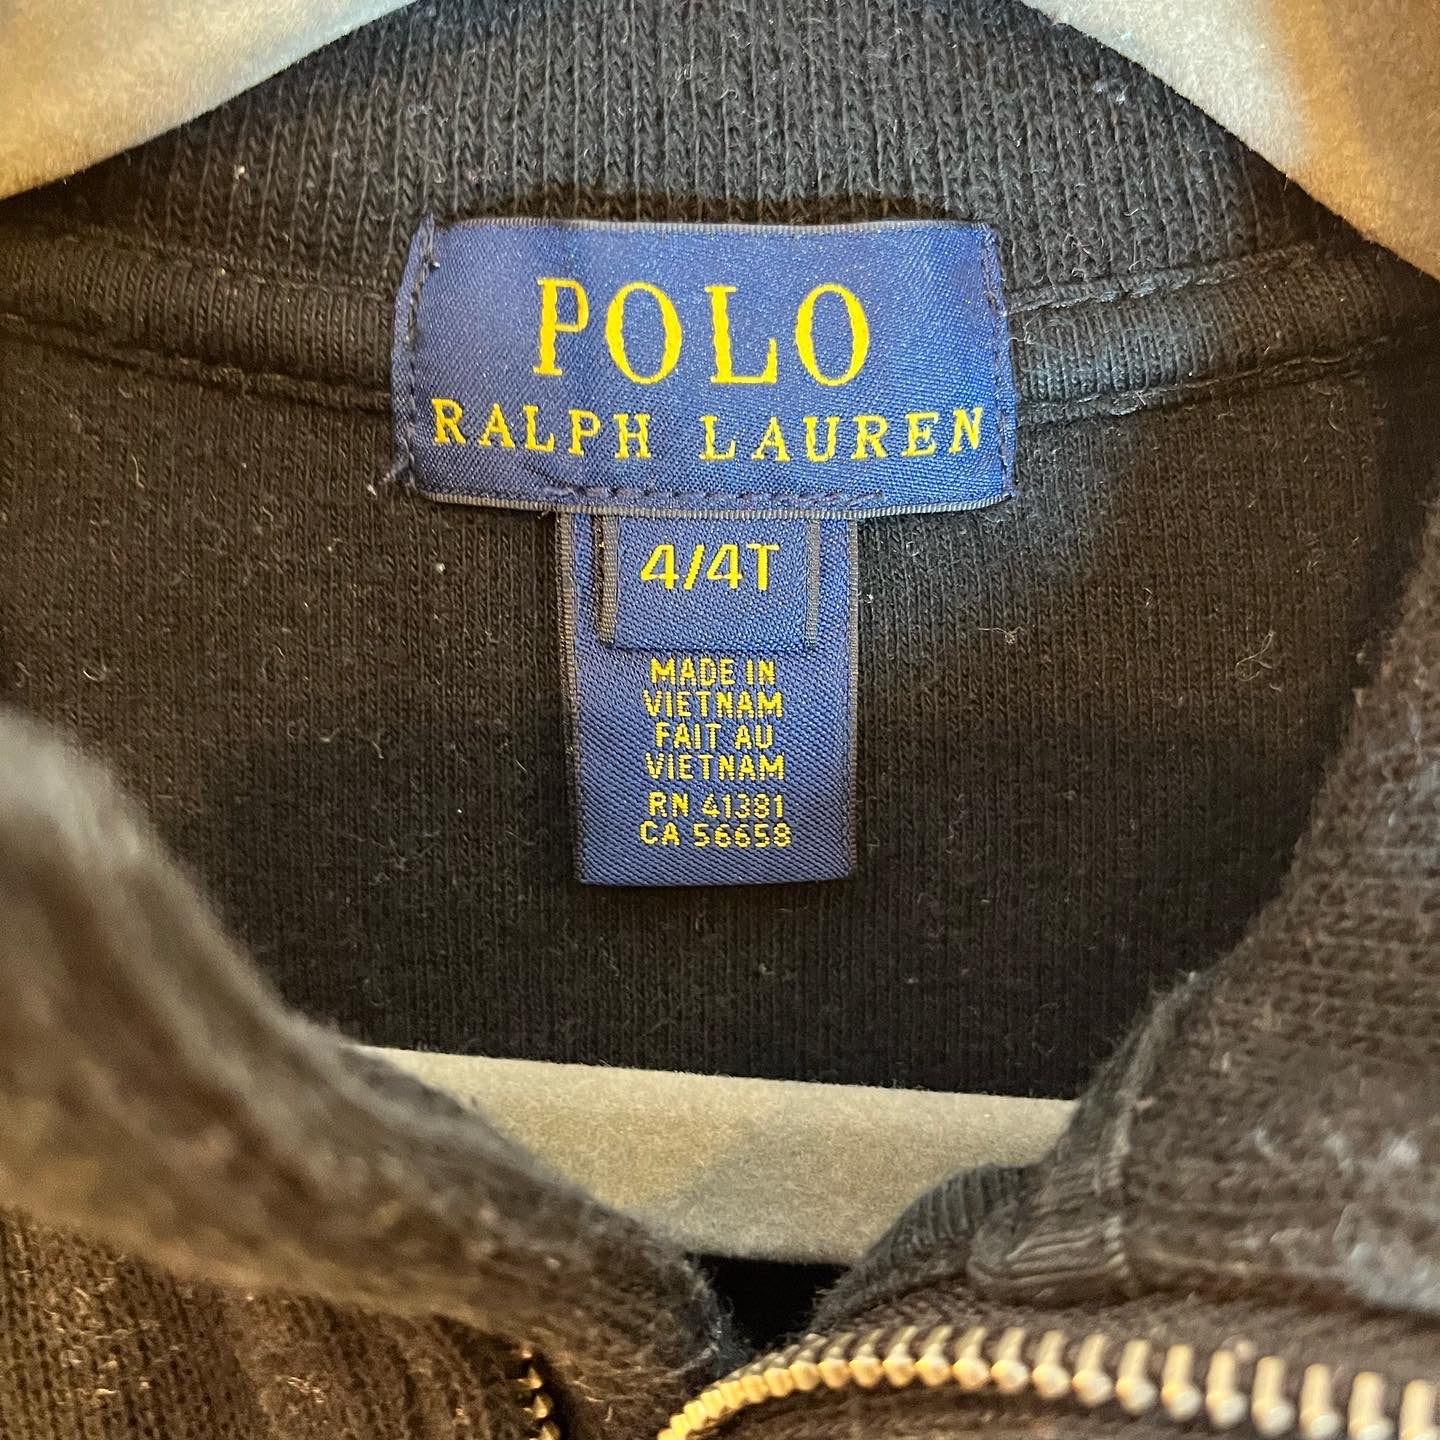 POLO
RALPH LAUREN
4/4T
MADE IN
VIETNAM
FAIT AU
VIETNAM
RN 41381
CA 56658